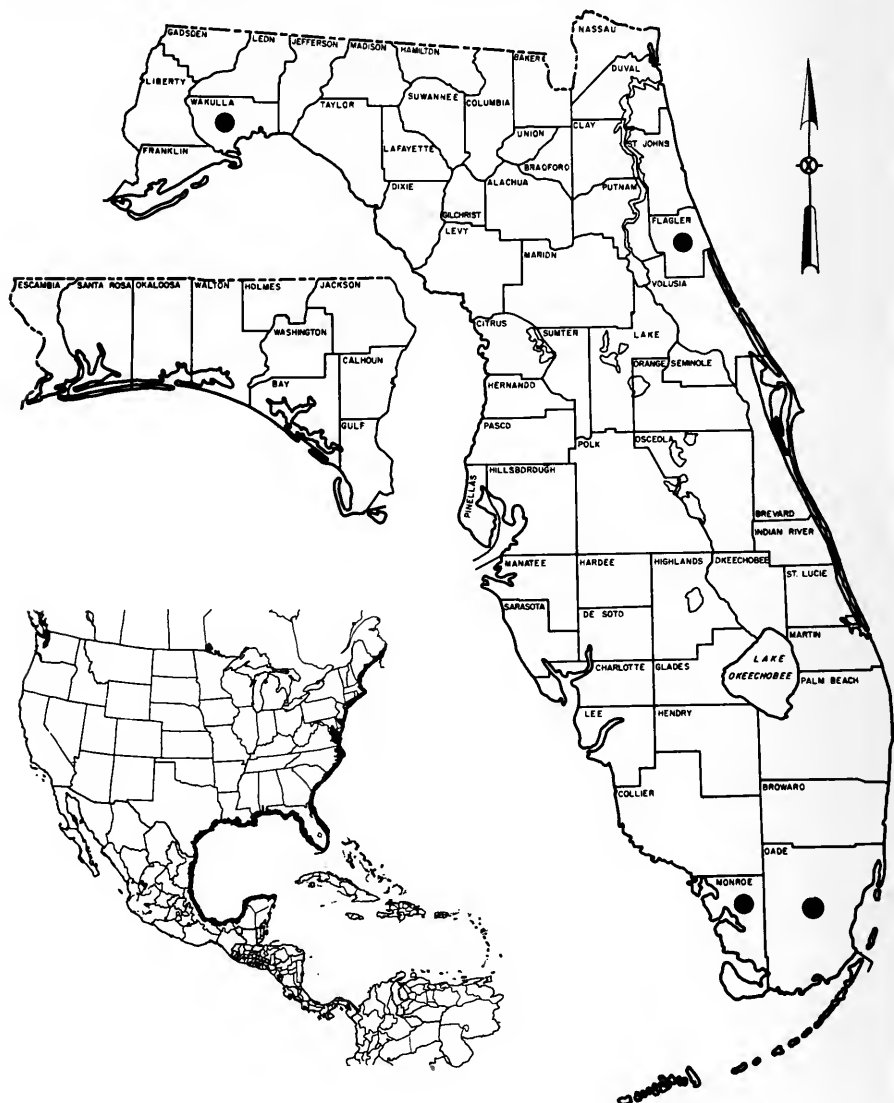 NASSAU
GADSDEN
LEON
JEFFERSON
MADISON
HAMILTON
BAKER
DUVAL
LIBERTY
WAKULLA
TAYLOR
SUWANNEE
COLUMBIA
UNION
CLAY
ST JOHNS
FRANKLIN
LAFAYETTE
BRADFORD
DIXIE
ALACHUA
PUTNAM
GILCHRIST
FLAGLER
LEVY
MARION
VOLUSIA
ESCAMBIA
SANTA ROSA
OKALOOSA
WALTON
HOLMES
JACKSON
WASHINGTON
CALHOUN
BAY
GULF
CITRUS
SUMTER
LAKE
ORANGE
SEMINOLE
HERNANDO
PASCO
POLK
OSCEOLA
HILLSBOROUGH
PINELLAS
BREVARD
INDIAN RIVER
MANATEE
HARDEE
HIGHLANDS
OKEECHOBEE
ST. LUCIE
SARASOTA
DE SOTO
MARTIN
CHARLOTTE
GLADES
LAKE
OKEECHOBEE
PALM BEACH
LEE
HENDRY
COLLIER
BROWARD
DADE
MONROE